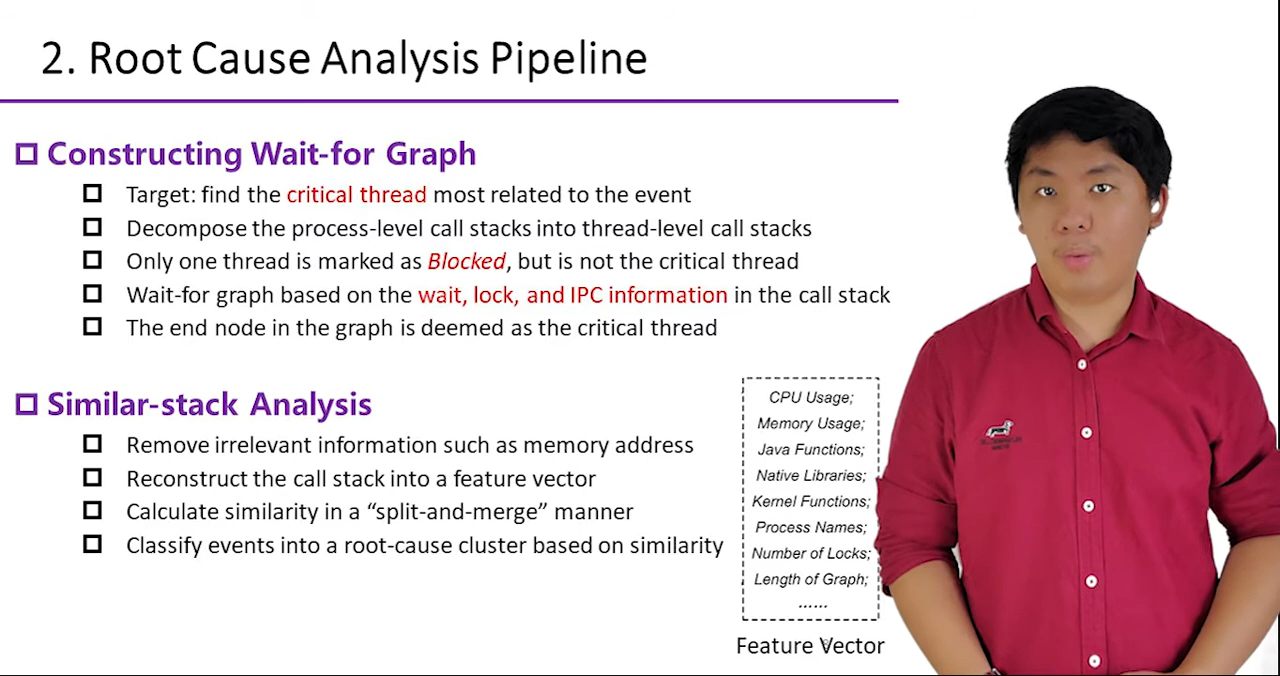 2. Root Cause Analysis Pipeline
Constructing Wait-for Graph
Target: find the critical thread most related to the event
Decompose the process-level call stacks into thread-level call stacks
Only one thread is marked as Blocked, but is not the critical thread
Wait-for graph based on the wait, lock, and IPC information in the call stack
The end node in the graph is deemed as the critical thread
Similar-stack Analysis
Remove irrelevant information such as memory address
Reconstruct the call stack into a feature vector
Calculate similarity in a “split-and-merge” manner
Classify events into a root-cause cluster based on similarity
CPU Usage;
Memory Usage;
Java Functions;
Native Libraries;
Kernel Functions;
Process Names;
Number of Locks;
Length of Graph;
......
Feature Vector